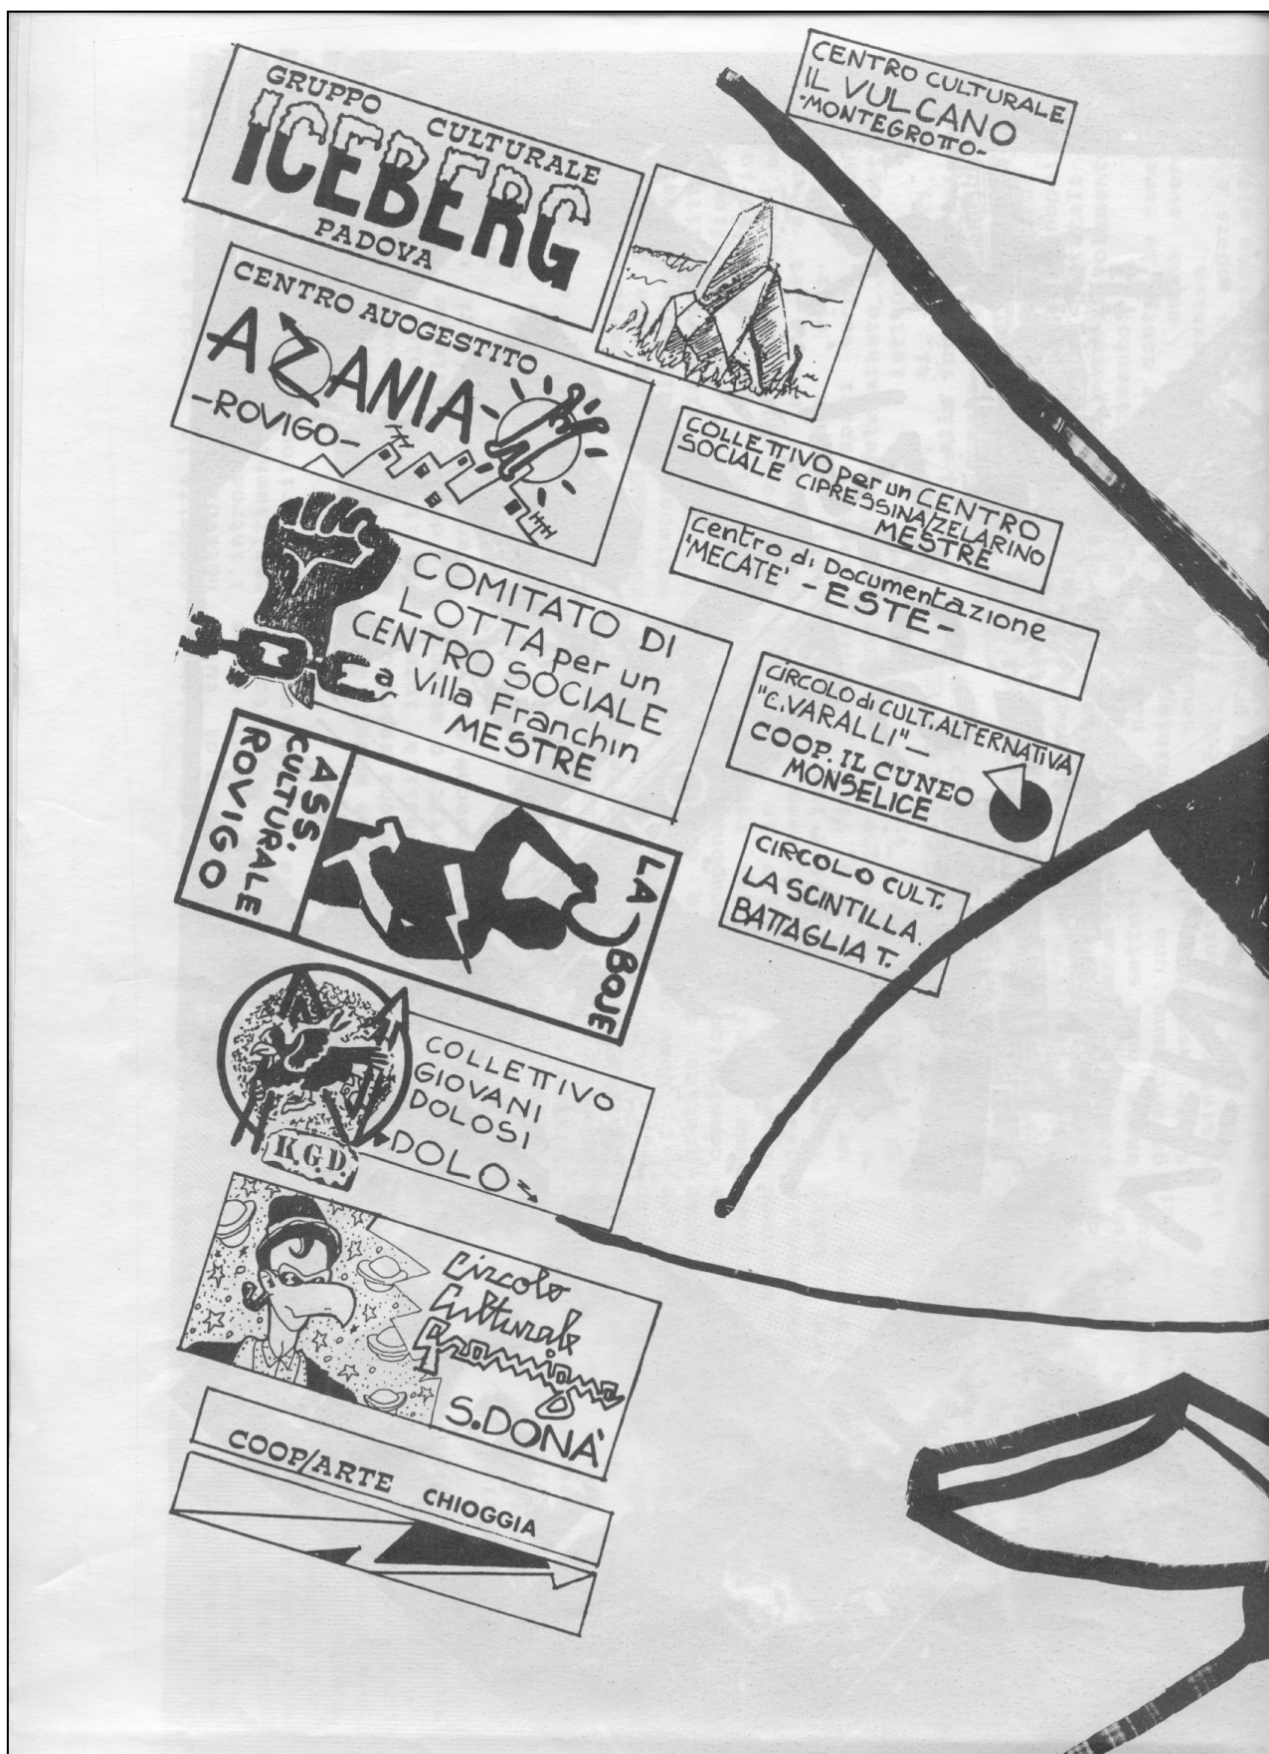 GRUPPO CULTURALE
ICEBERG
PADOVA
CENTRO CULTURALE
IL VULCANO
-MONTEGROTTO-
CENTRO AUOGESTITO
AZANIA
-ROVIGO-
COLLETTIVO per un CENTRO
SOCIALE CIPRESSINA/ZELARINO
MESTRE
Centro di Documentazione
'MECATE' - ESTE -
COMITATO DI
LOTTA per un
CENTRO SOCIALE
a Villa Franchin
MESTRE
CIRCOLO di CULT. ALTERNATIVA
"C. VARALLI" -
COOP. IL CUNEO
MONSELICE
ASS.
CULTURALE
ROVIGO
LA BOJE
CIRCOLO CULT.
LA SCINTILLA.
BATTAGLIA T.
COLLETTIVO
GIOVANI
DOLOSI
DOLO
K.G.D.
Circolo
Culturale
Gramigna
S. DONA'
COOP/ARTE CHIOGGIA